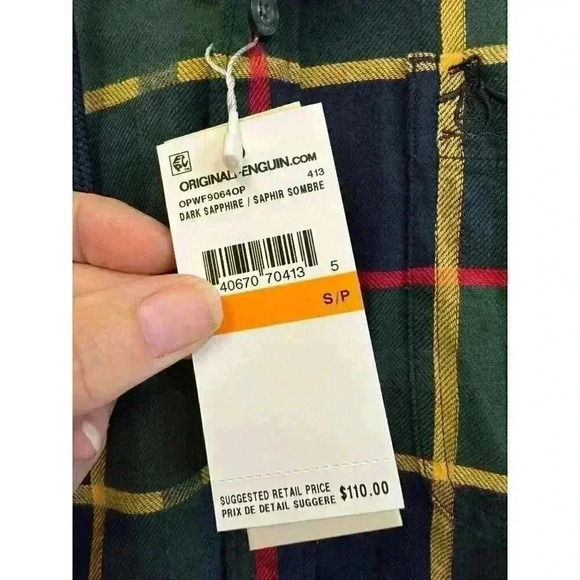 ORIGINALPENGUIN.COM
OPWF9064OP 413
DARK SAPPHIRE / SAPHIR SOMBRE
40670 70413 5
S/P
SUGGESTED RETAIL PRICE
PRIX DE DETAIL SUGGERE $110.00